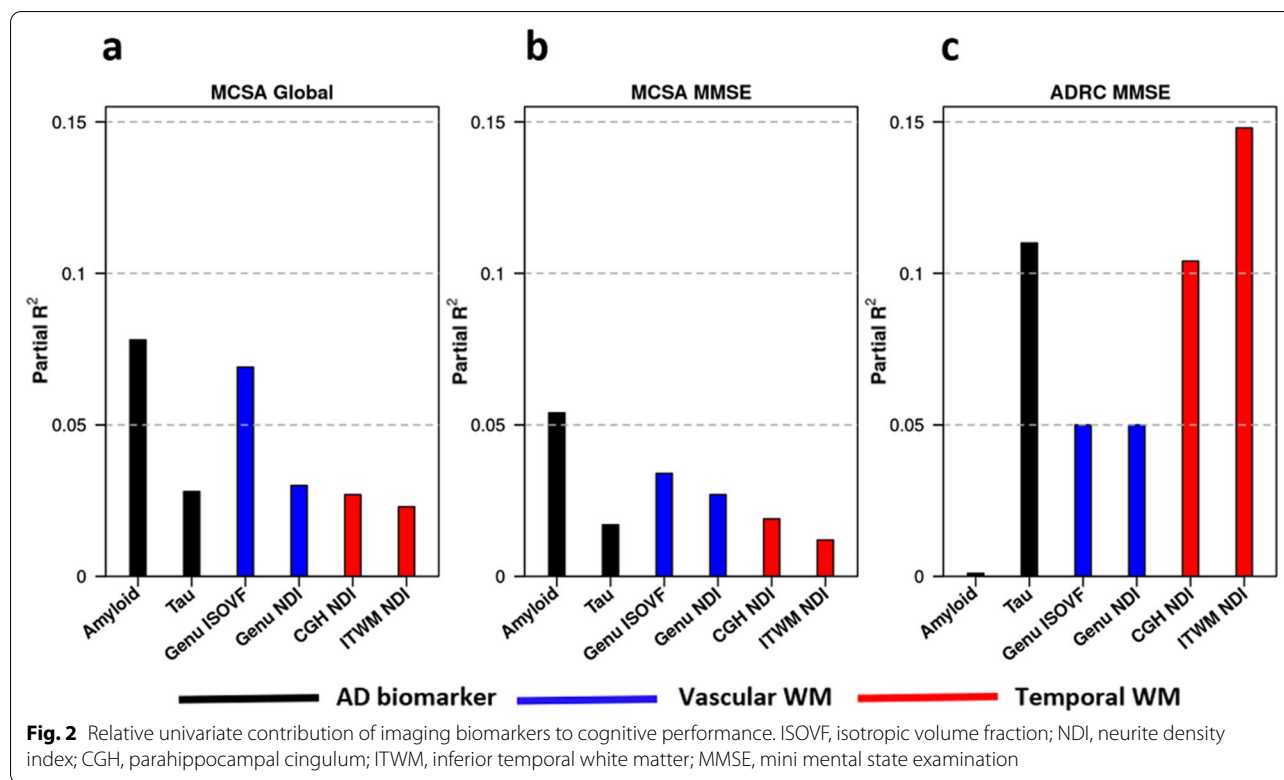 a
b
c
MCSA Global
MCSA MMSE
ADRC MMSE
Partial R²
0.15
0.1
0.05
0
Amyloid
Tau
Genu ISOVF
Genu NDI
CGH NDI
ITWM NDI
Partial R²
0.15
0.1
0.05
0
Amyloid
Tau
Genu ISOVF
Genu NDI
CGH NDI
ITWM NDI
Partial R²
0.15
0.1
0.05
0
Amyloid
Tau
Genu ISOVF
Genu NDI
CGH NDI
ITWM NDI
AD biomarker
Vascular WM
Temporal WM
Fig. 2 Relative univariate contribution of imaging biomarkers to cognitive performance. ISOVF, isotropic volume fraction; NDI, neurite density
index; CGH, parahippocampal cingulum; ITWM, inferior temporal white matter; MMSE, mini mental state examination